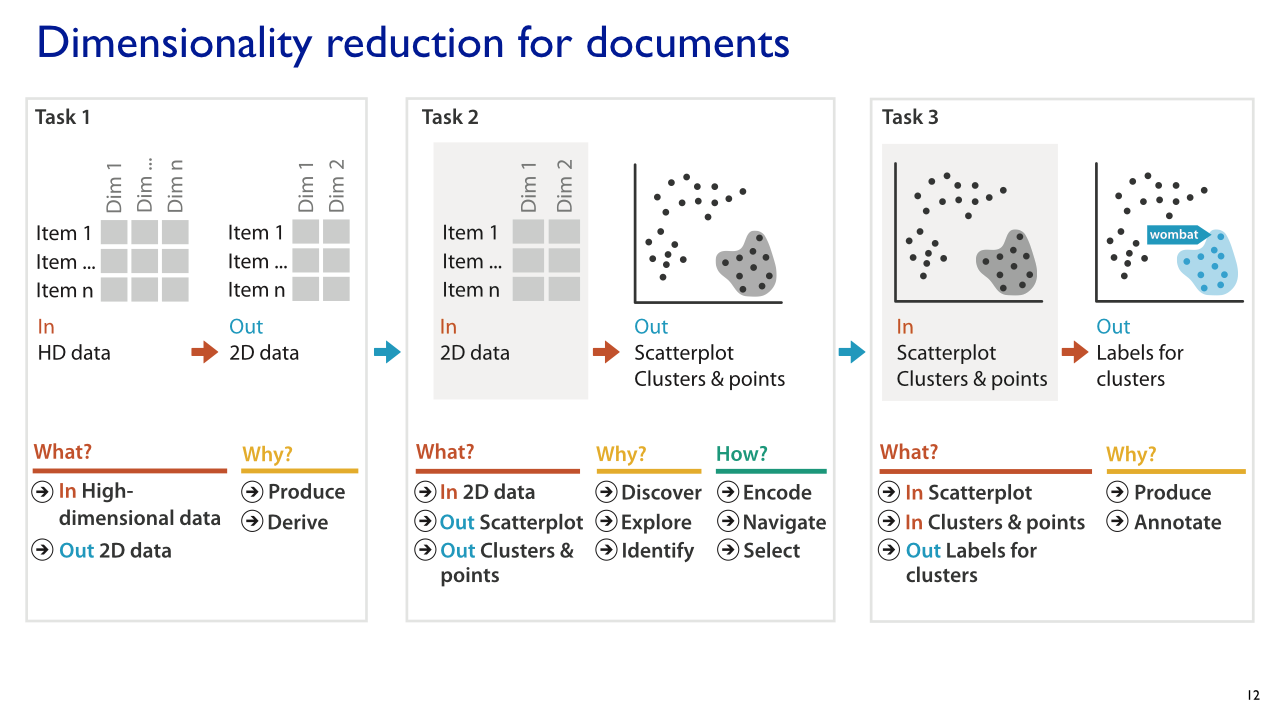 Dimensionality reduction for documents
Task 1
Dim 1
Dim ...
Dim n
Item 1
Item ...
Item n
Dim 1
Dim 2
Item 1
Item ...
Item n
In
HD data
Out
2D data
What?
In High-
dimensional data
Out 2D data
Why?
Produce
Derive
Task 2
Dim 1
Dim 2
Item 1
Item ...
Item n
In
2D data
Out
Scatterplot
Clusters & points
What?
In 2D data
Out Scatterplot
Out Clusters &
points
Why?
Discover
Explore
Identify
How?
Encode
Navigate
Select
Task 3
wombat
In
Scatterplot
Clusters & points
Out
Labels for
clusters
What?
In Scatterplot
In Clusters & points
Out Labels for
clusters
Why?
Produce
Annotate
12